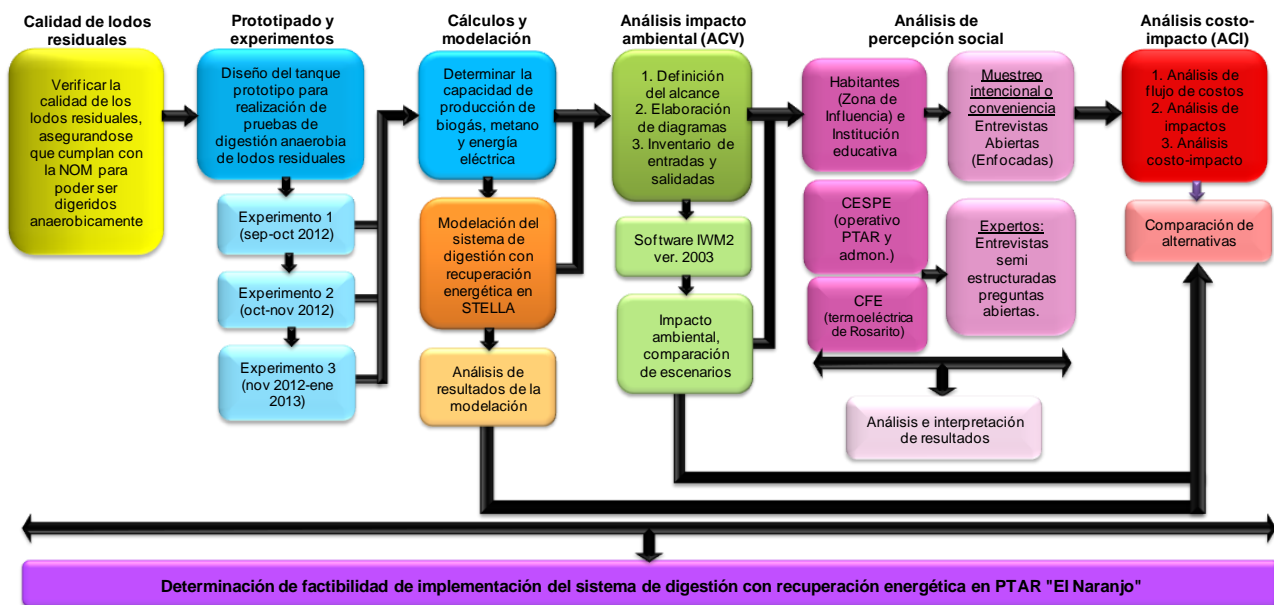 Calidad de lodos
residuales
Verificar la
calidad de los
lodos residuales,
asegurandose
que cumplan con
la NOM para
poder ser
digeridos
anaerobicamente
Prototipado y
experimentos
Diseño del tanque
prototipo para
realización de
pruebas de
digestión anaerobia
de lodos residuales
Experimento 1
(sep-oct 2012)
Experimento 2
(oct-nov 2012)
Experimento 3
(nov 2012-ene
2013)
Cálculos y
modelación
Determinar la
capacidad de
producción de
biogás, metano
y energía
eléctrica
Modelación del
sistema de
digestión con
recuperación
energética en
STELLA
Análisis de
resultados de la
modelación
Análisis impacto
ambiental (ACV)
1. Definición
del alcance
2. Elaboración
de diagramas
3. Inventario de
entradas y
salidadas
Software IWM2
ver. 2003
Impacto
ambiental,
comparación
de escenarios
Análisis de
percepción social
Habitantes
(Zona de
Influencia) e
Institución
educativa
Muestreo
intencional o
conveniencia
Entrevistas
Abiertas
(Enfocadas)
CESPE
(operativo
PTAR y
admon.)
CFE
(termoeléctrica
de Rosarito)
Expertos:
Entrevistas
semi
estructuradas
preguntas
abiertas.
Análisis e interpretación
de resultados
Análisis costo-
impacto (ACI)
1. Análisis de
flujo de costos
2. Análisis de
impactos
3. Análisis
costo-impacto
Comparación de
alternativas
Determinación de factibilidad de implementación del sistema de digestión con recuperación energética en PTAR "El Naranjo"